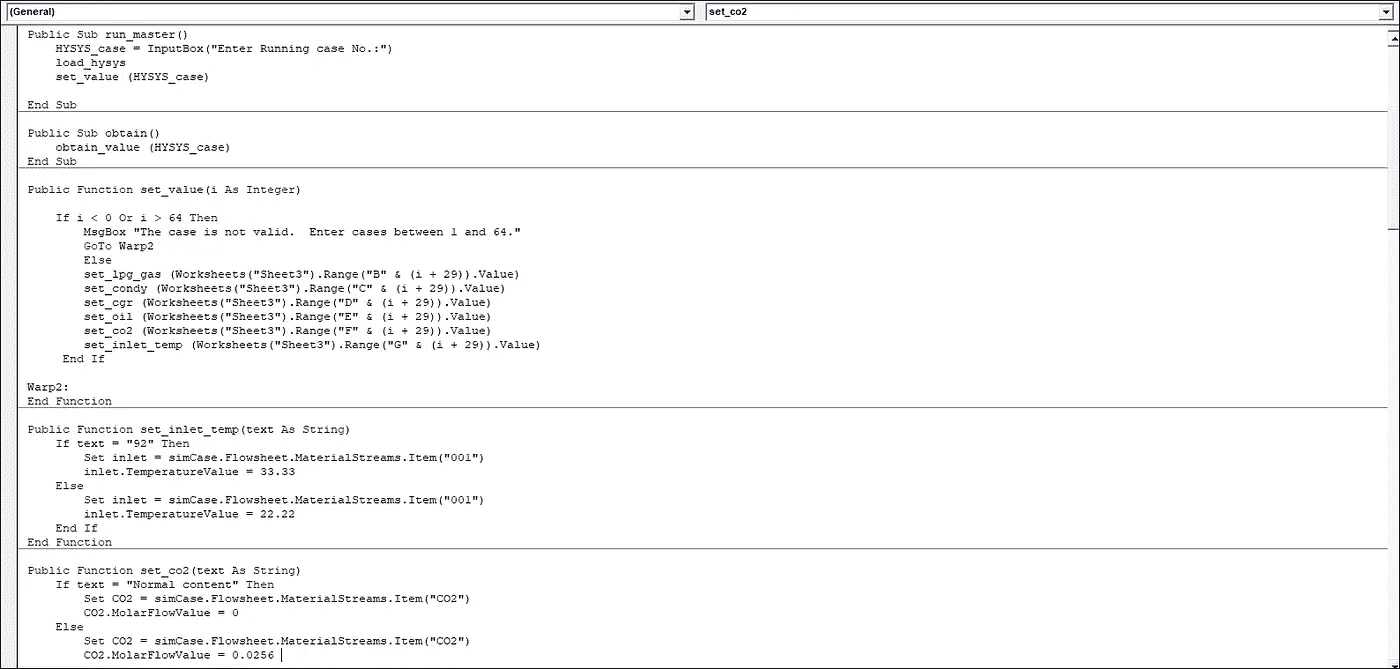 (General)
set_co2
Public Sub run_master()
    HYSYS_case = InputBox("Enter Running case No.:")
    load_hysys
    set_value (HYSYS_case)
End Sub
Public Sub obtain()
    obtain_value (HYSYS_case)
End Sub
Public Function set_value(i As Integer)
    If i < 0 Or i > 64 Then
        MsgBox "The case is not valid.  Enter cases between 1 and 64."
        GoTo Warp2
        Else
        set_lpg_gas (Worksheets("Sheet3").Range("B" & (i + 29)).Value)
        set_condy (Worksheets("Sheet3").Range("C" & (i + 29)).Value)
        set_cgr (Worksheets("Sheet3").Range("D" & (i + 29)).Value)
        set_oil (Worksheets("Sheet3").Range("E" & (i + 29)).Value)
        set_co2 (Worksheets("Sheet3").Range("F" & (i + 29)).Value)
        set_inlet_temp (Worksheets("Sheet3").Range("G" & (i + 29)).Value)
     End If
Warp2:
End Function
Public Function set_inlet_temp(text As String)
    If text = "92" Then
        Set inlet = simCase.Flowsheet.MaterialStreams.Item("001")
        inlet.TemperatureValue = 33.33
    Else
        Set inlet = simCase.Flowsheet.MaterialStreams.Item("001")
        inlet.TemperatureValue = 22.22
    End If
End Function
Public Function set_co2(text As String)
    If text = "Normal content" Then
        Set CO2 = simCase.Flowsheet.MaterialStreams.Item("CO2")
        CO2.MolarFlowValue = 0
    Else
        Set CO2 = simCase.Flowsheet.MaterialStreams.Item("CO2")
        CO2.MolarFlowValue = 0.0256